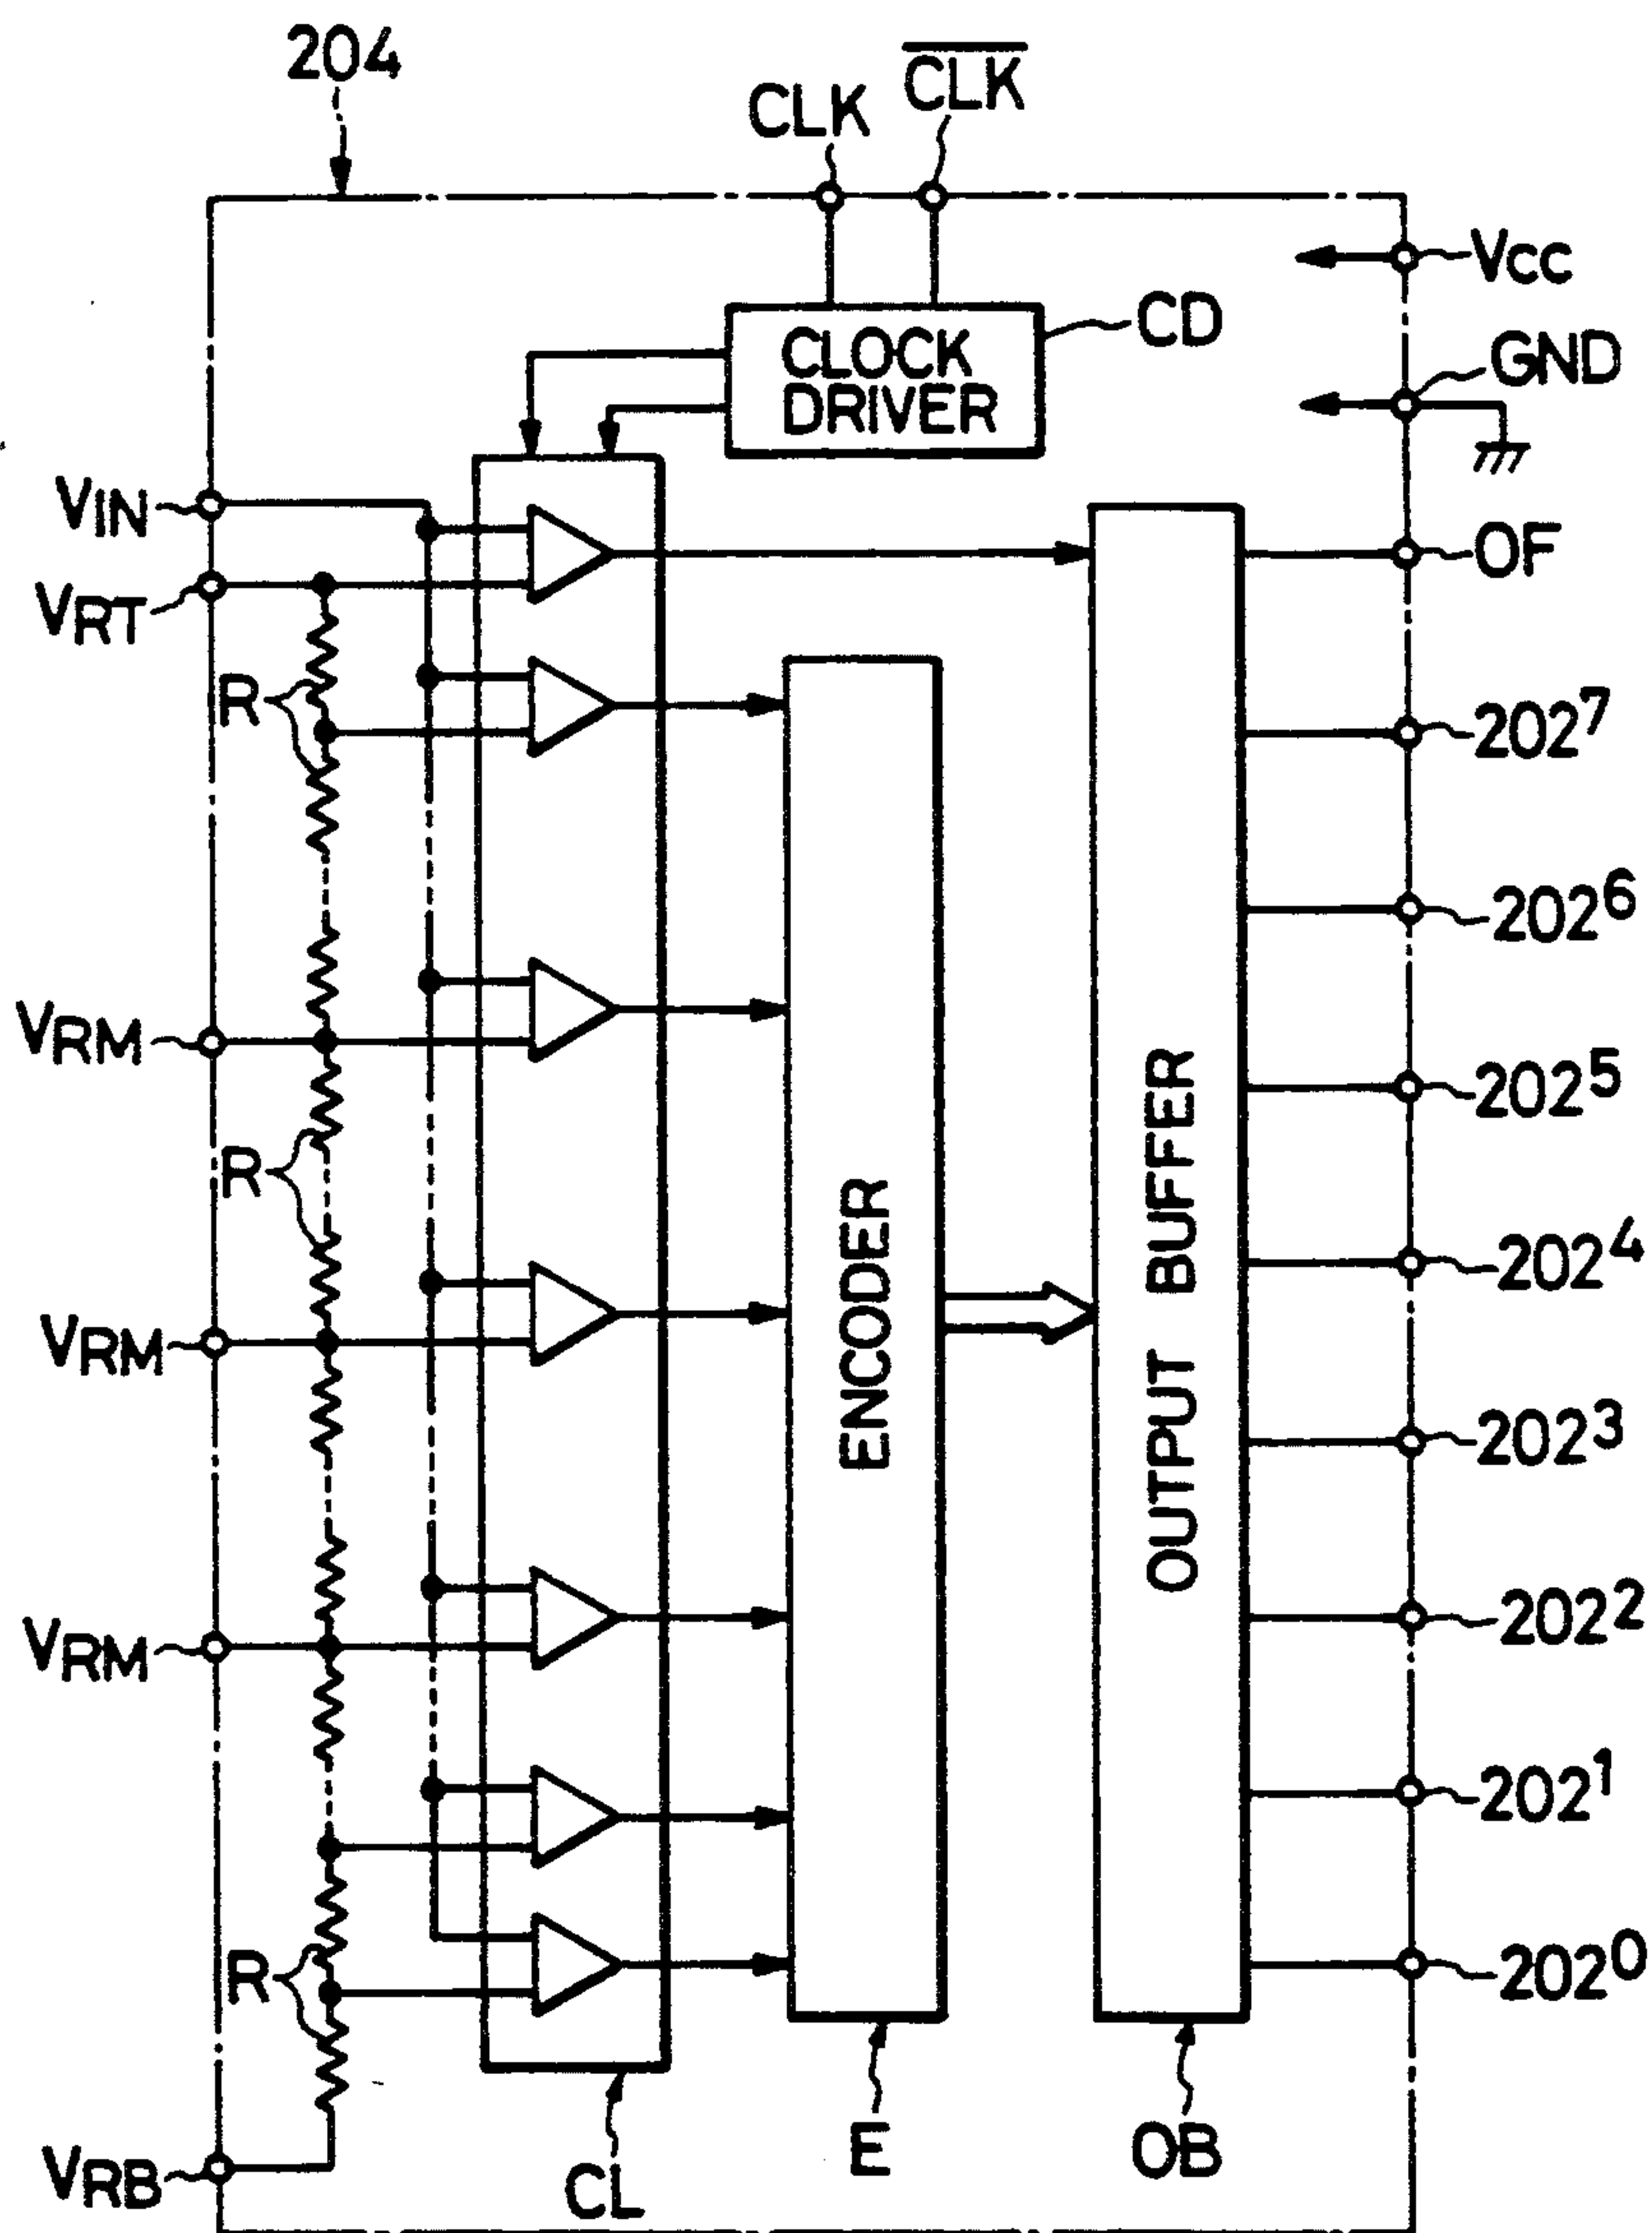 204
CLK
CLK
VCC
CD
CLOCK
DRIVER
GND
VIN
OF
VRT
R
202⁷
202⁶
VRM
202⁵
R
ENCODER
OUTPUT BUFFER
202⁴
VRM
202³
VRM
202²
202¹
R
202⁰
VRB
CL
E
OB